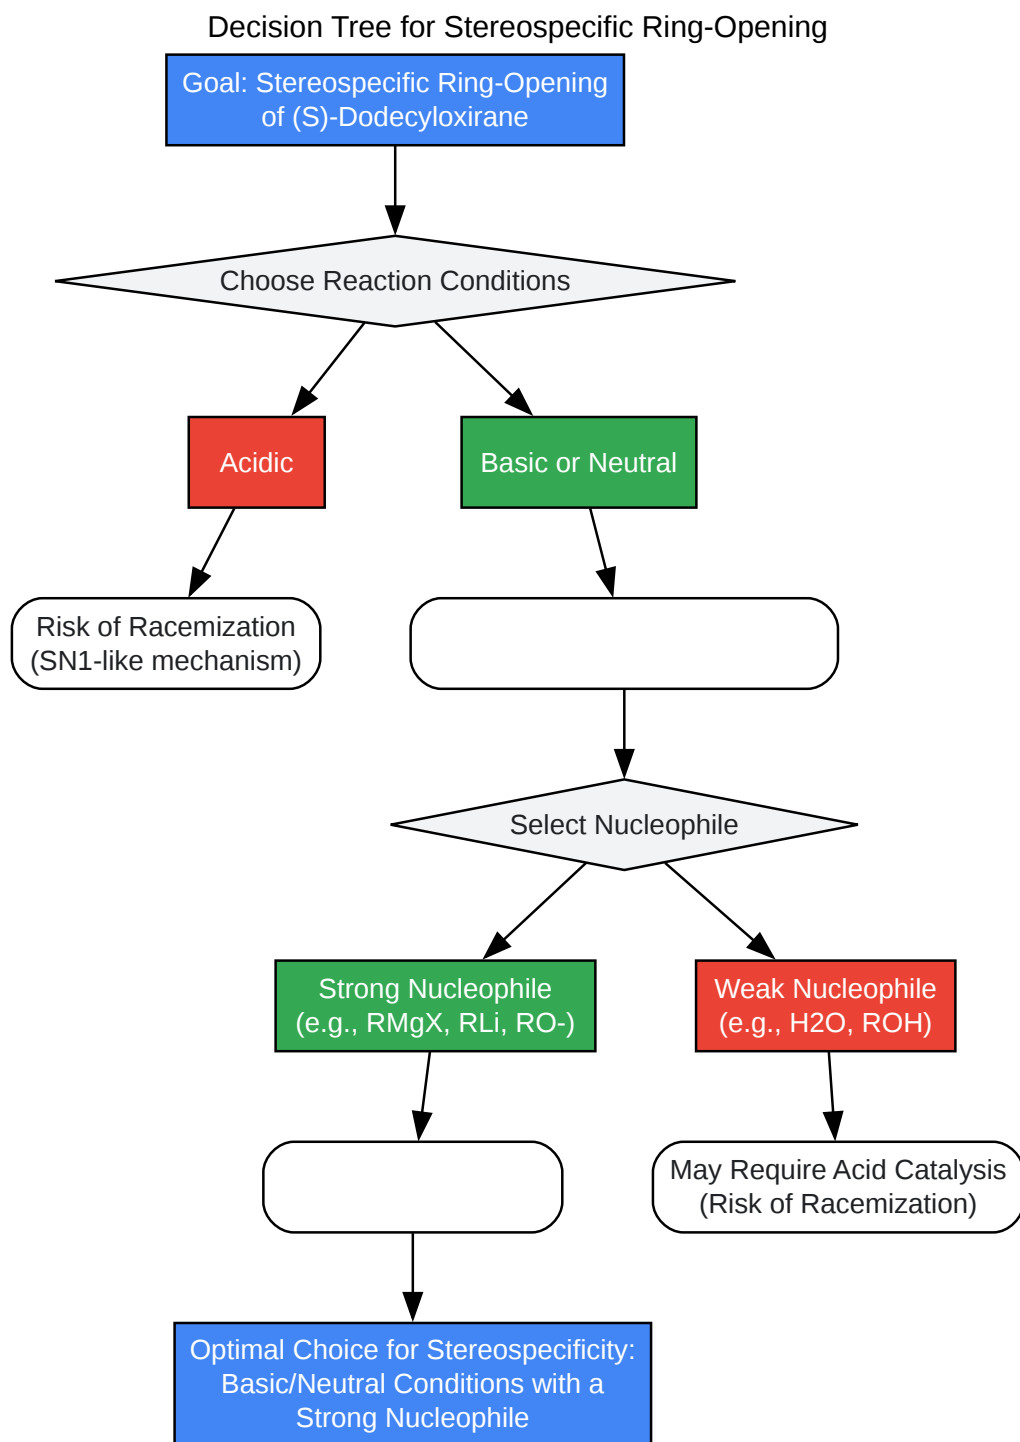 Decision Tree for Stereospecific Ring-Opening
Goal: Stereospecific Ring-Opening
of (S)-Dodecyloxirane
Choose Reaction Conditions
Acidic
Basic or Neutral
Risk of Racemization
(SN1-like mechanism)
Select Nucleophile
Strong Nucleophile
(e.g., RMgX, RLi, RO-)
Weak Nucleophile
(e.g., H2O, ROH)
May Require Acid Catalysis
(Risk of Racemization)
Optimal Choice for Stereospecificity:
Basic/Neutral Conditions with a
Strong Nucleophile